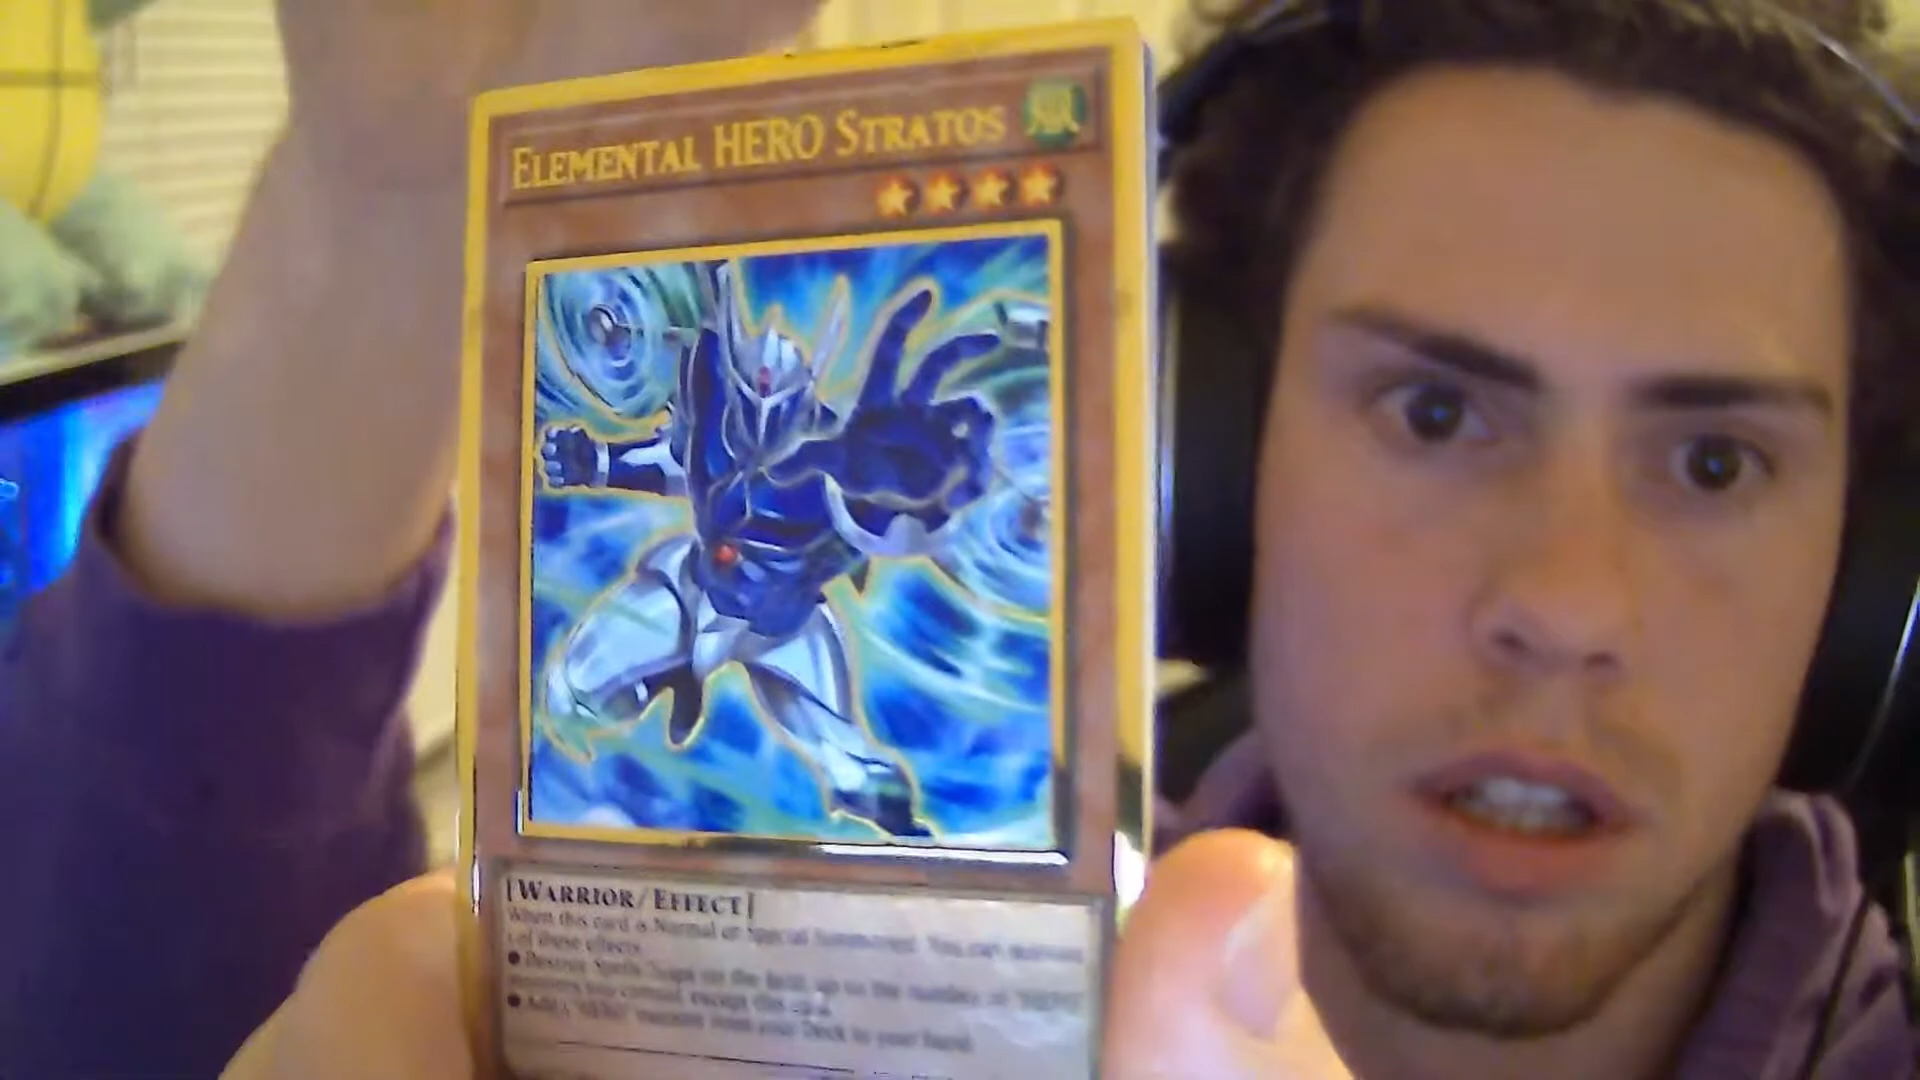 ELEMENTAL HERO STRATOS
風
[WARRIOR/EFFECT]
When this card is Normal or Special Summoned: You can activate
1 of these effects.
● Destroy Spells/Traps on the field, up to the number of "HERO"
monsters you control, except this card.
● Add 1 "HERO" monster from your Deck to your hand.